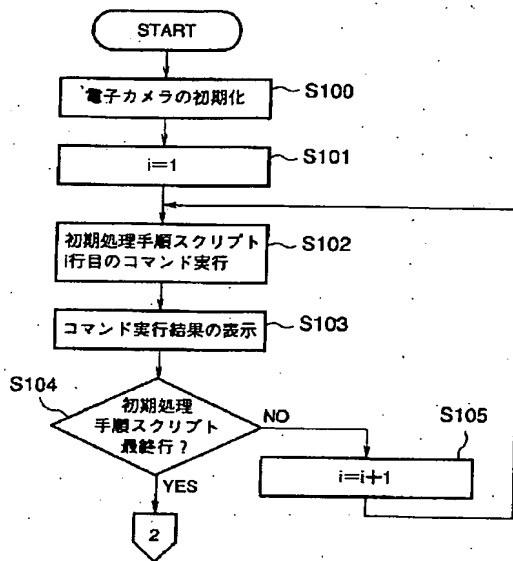 START
電子カメラの初期化
S100
i=1
S101
初期処理手順スクリプト
i行目のコマンド実行
S102
コマンド実行結果の表示
S103
S104
初期処理
手順スクリプト
最終行?
NO
YES
S105
i=i+1
2